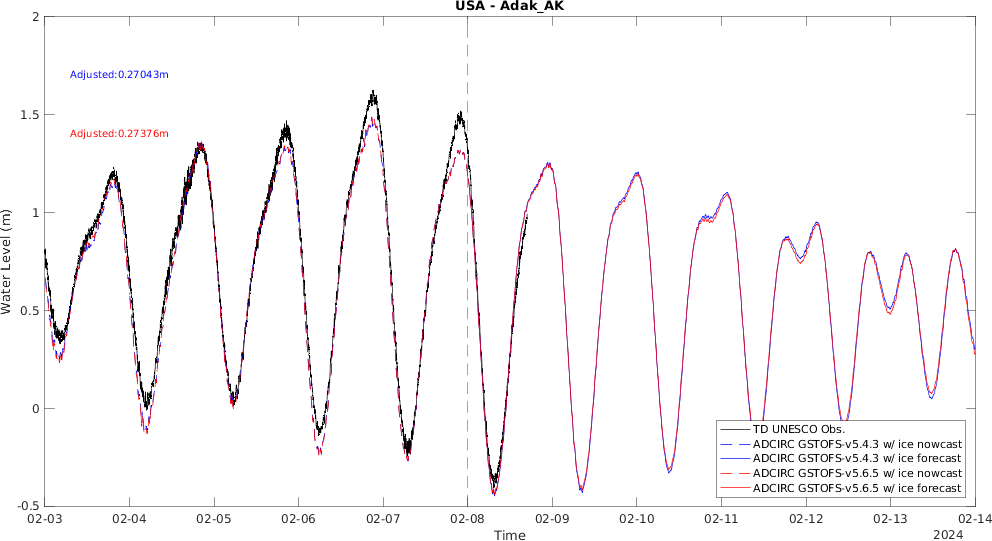 USA - Adak_AK
2
1.5
1
0.5
0
-0.5
Water Level (m)
Adjusted:0.27043m
Adjusted:0.27376m
TD UNESCO Obs.
ADCIRC GSTOFS-v5.4.3 w/ ice nowcast
ADCIRC GSTOFS-v5.4.3 w/ ice forecast
ADCIRC GSTOFS-v5.6.5 w/ ice nowcast
ADCIRC GSTOFS-v5.6.5 w/ ice forecast
02-03 02-04 02-05 02-06 02-07 02-08 02-09 02-10 02-11 02-12 02-13 02-14
Time
2024